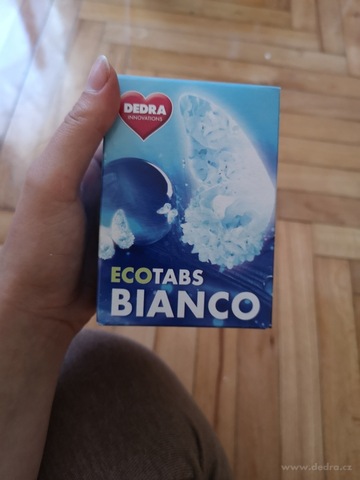 DEDRA
INNOVATIONS
ECOTABS
BIANCO
www.dedra.cz